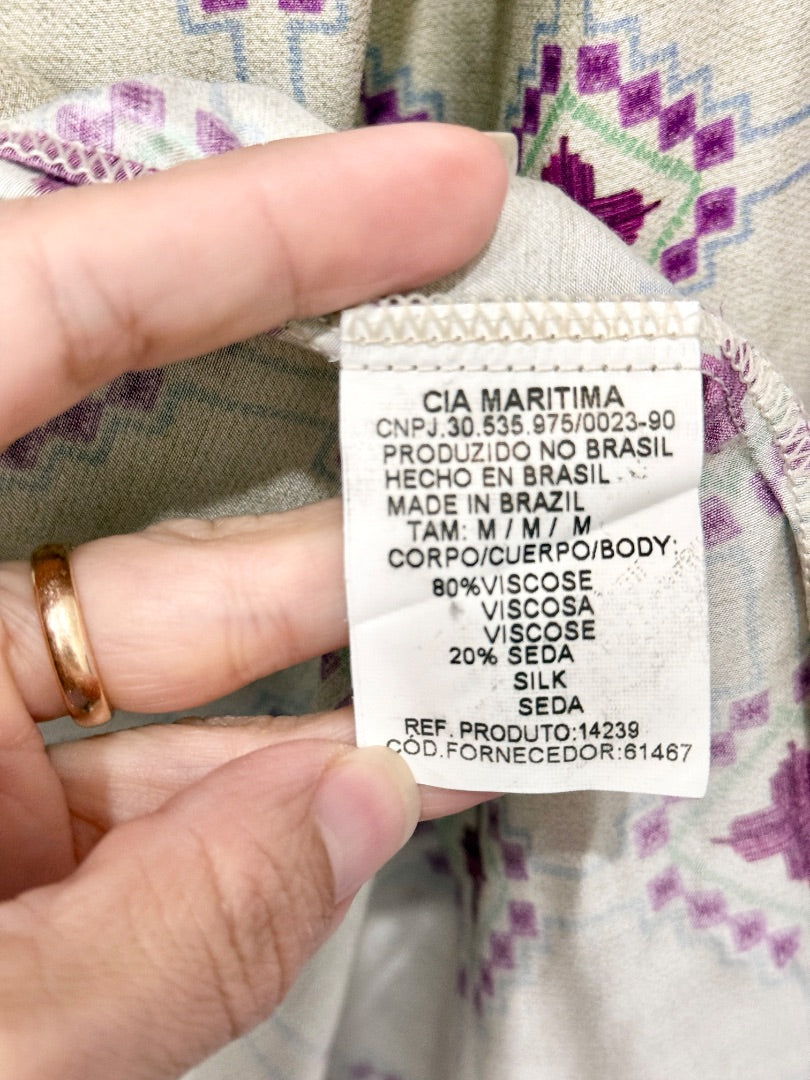 CIA MARITIMA
CNPJ.30.535.975/0023-90
PRODUZIDO NO BRASIL
HECHO EN BRASIL
MADE IN BRAZIL
TAM: M / M / M
CORPO/CUERPO/BODY:
80%VISCOSE
VISCOSA
VISCOSE
20% SEDA
SILK
SEDA
REF. PRODUTO:14239
CÓD.FORNECEDOR:61467